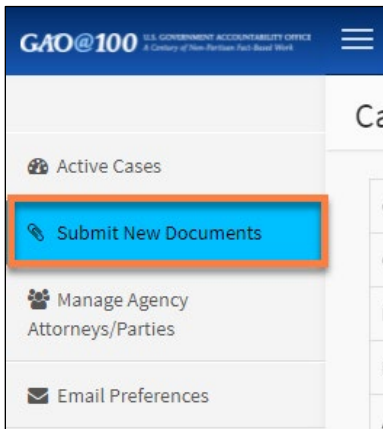 GAO@100 U.S. GOVERNMENT ACCOUNTABILITY OFFICE
A Century of Non-Partisan Fact-Based Work
Ca
Active Cases
Submit New Documents
Manage Agency
Attorneys/Parties
Email Preferences